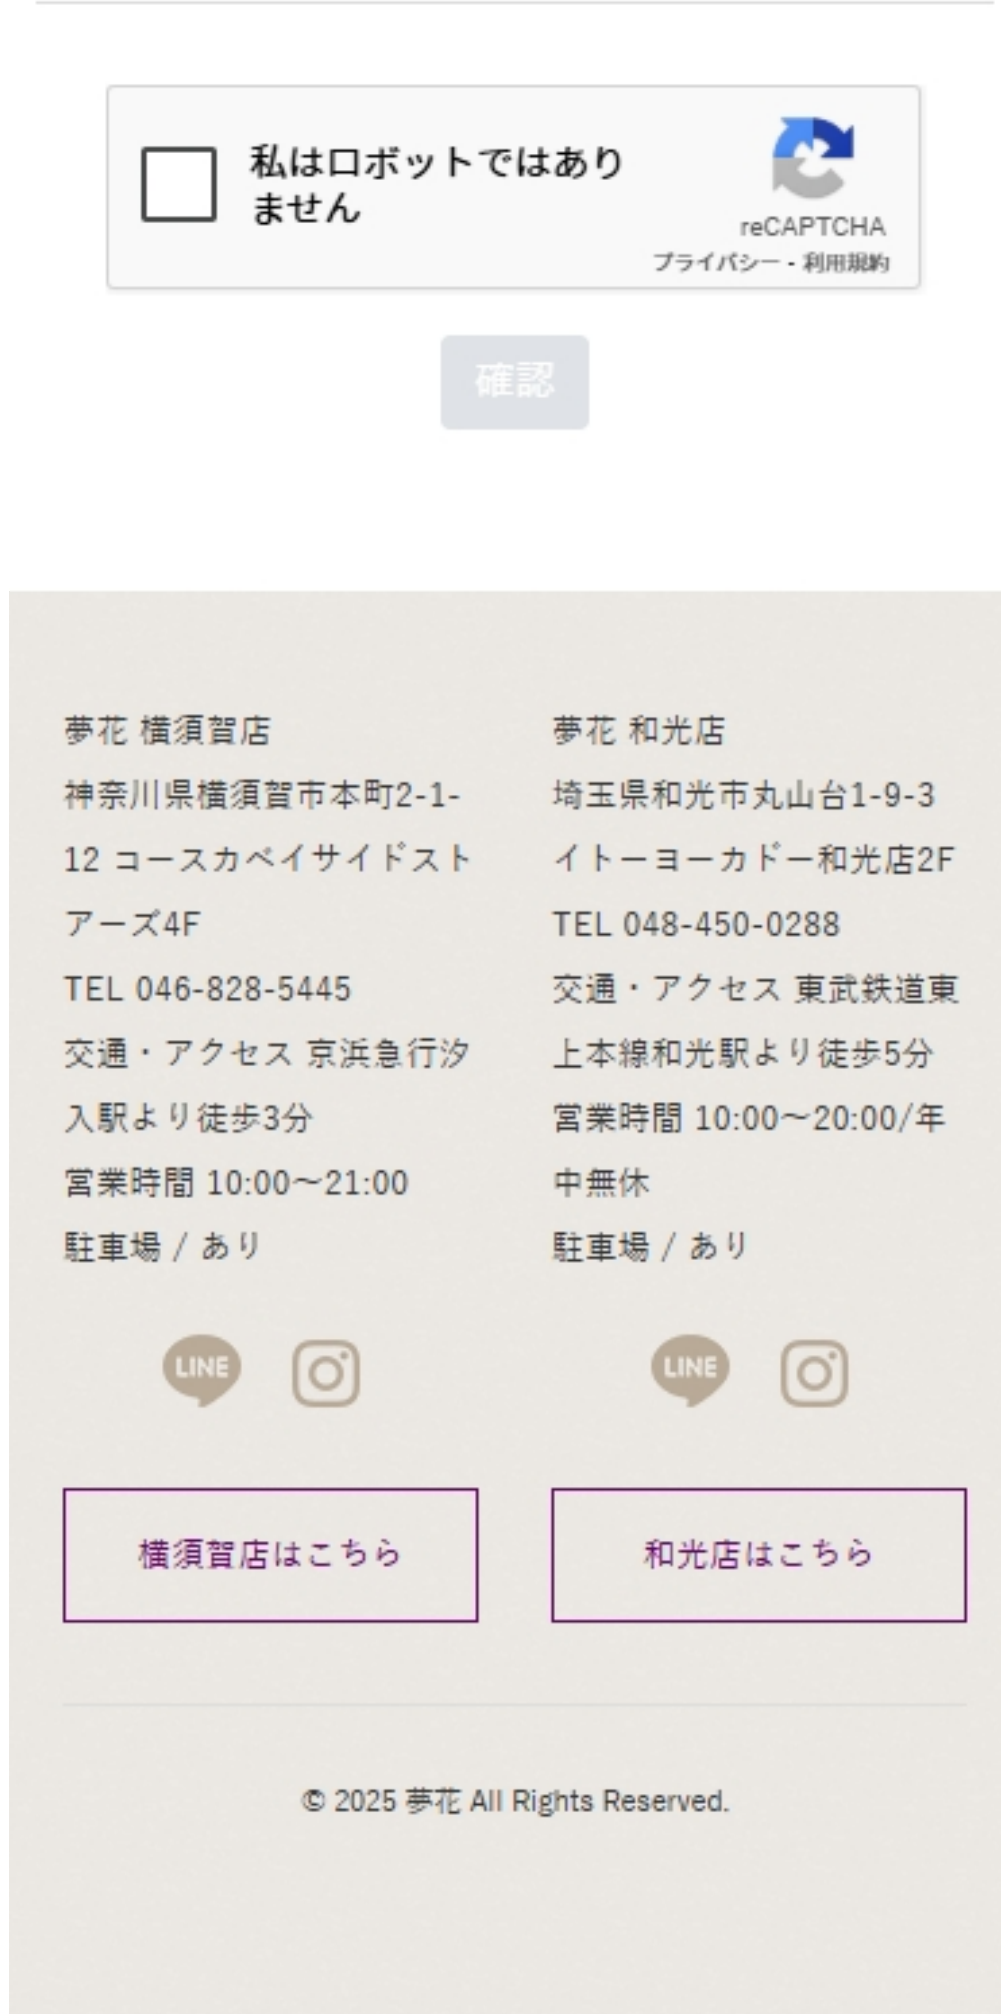 私はロボットではあり
ません
reCAPTCHA
プライバシー - 利用規約
確認
夢花 横須賀店
神奈川県横須賀市本町2-1-
12 コースカベイサイドスト
アーズ4F
TEL 046-828-5445
交通・アクセス 京浜急行汐
入駅より徒歩3分
営業時間 10:00〜21:00
駐車場 / あり
LINE
横須賀店はこちら
夢花 和光店
埼玉県和光市丸山台1-9-3
イトーヨーカドー和光店2F
TEL 048-450-0288
交通・アクセス 東武鉄道東
上本線和光駅より徒歩5分
営業時間 10:00〜20:00/年
中無休
駐車場 / あり
LINE
和光店はこちら
© 2025 夢花 All Rights Reserved.